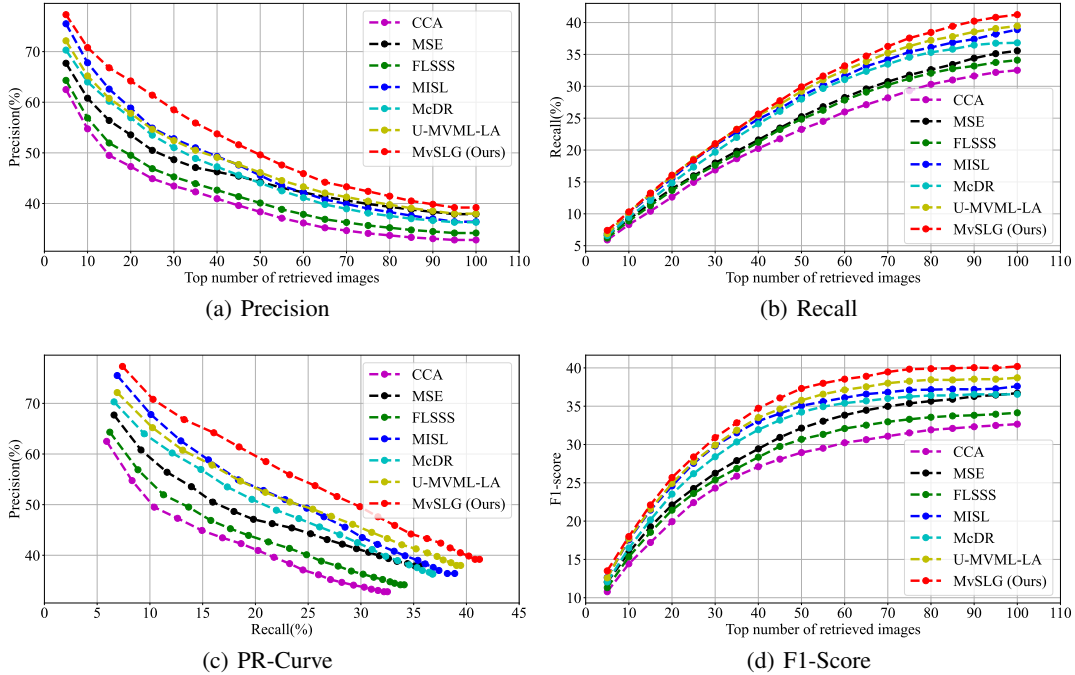 Precision(%)
70
60
50
40
CCA
MSE
FLSSS
MISL
McDR
U-MVML-LA
MvSLG (Ours)
0 10 20 30 40 50 60 70 80 90 100 110
Top number of retrieved images
(a) Precision
Recall(%)
40
35
30
25
20
15
10
5
CCA
MSE
FLSSS
MISL
McDR
U-MVML-LA
MvSLG (Ours)
0 10 20 30 40 50 60 70 80 90 100 110
Top number of retrieved images
(b) Recall
Precision(%)
70
60
50
40
CCA
MSE
FLSSS
MISL
McDR
U-MVML-LA
MvSLG (Ours)
0 5 10 15 20 25 30 35 40 45
Recall(%)
(c) PR-Curve
F1-score
40
35
30
25
20
15
10
CCA
MSE
FLSSS
MISL
McDR
U-MVML-LA
MvSLG (Ours)
0 10 20 30 40 50 60 70 80 90 100 110
Top number of retrieved images
(d) F1-Score